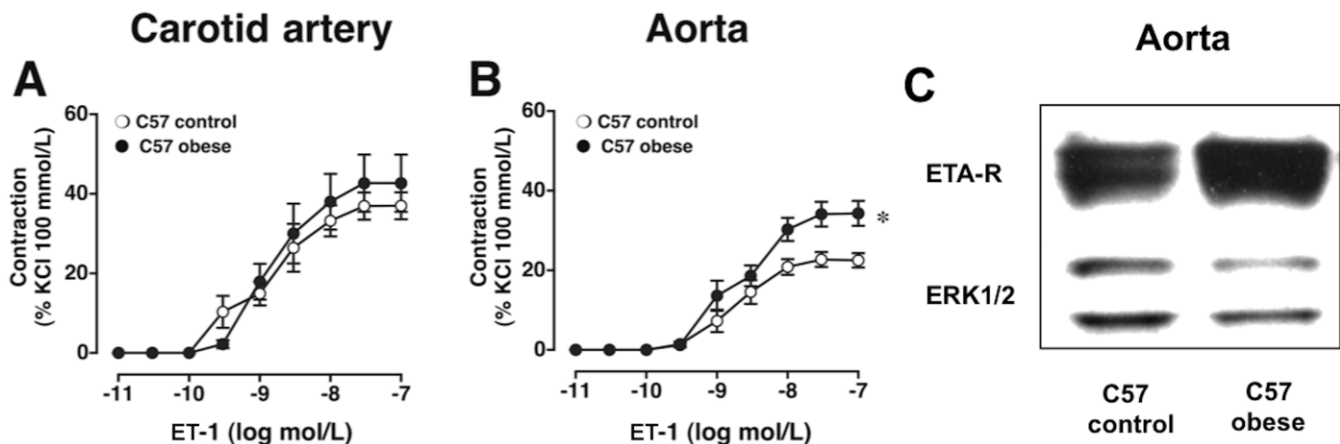 Carotid artery
A
C57 control
C57 obese
60
40
20
0
Contraction
(% KCl 100 mmol/L)
-11 -10 -9 -8 -7
ET-1 (log mol/L)
Aorta
B
C57 control
C57 obese
60
40
20
0
Contraction
(% KCl 100 mmol/L)
*
-11 -10 -9 -8 -7
ET-1 (log mol/L)
Aorta
C
ETA-R
ERK1/2
C57
control
C57
obese